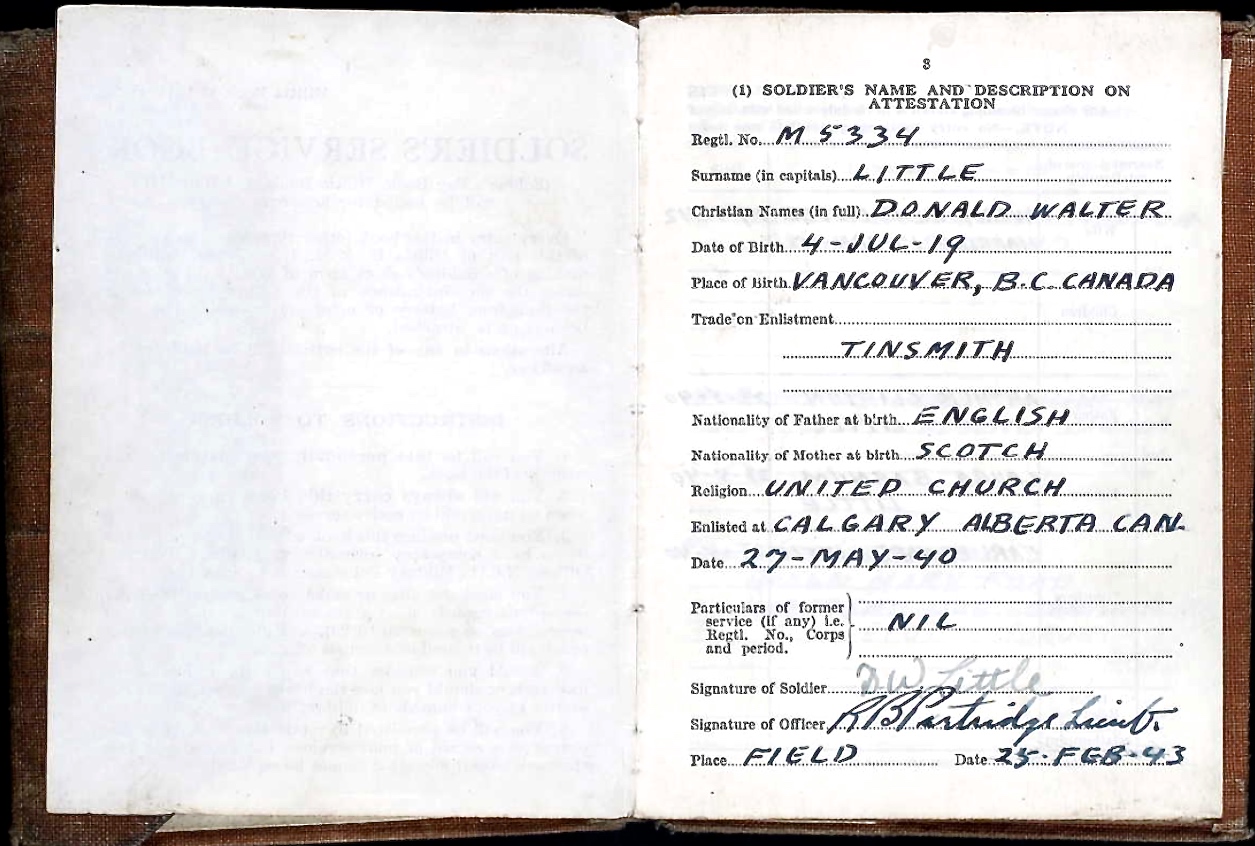 3
(1) SOLDIER'S NAME AND DESCRIPTION ON
ATTESTATION
Regtl. No. M 5334
Surname (in capitals) LITTLE
Christian Names (in full) DONALD WALTER
Date of Birth 4-JUL-19
Place of Birth VANCOUVER, B.C. CANADA
Trade on Enlistment
TINSMITH
Nationality of Father at birth ENGLISH
Nationality of Mother at birth SCOTCH
Religion UNITED CHURCH
Enlisted at CALGARY ALBERTA CAN.
Date 27-MAY-40
Particulars of former
service (if any) i.e.
Regtl. No., Corps
and period.
NIL
Signature of Soldier D W Little
Signature of Officer R B Partridge Lieut.
Place FIELD Date 25-FEB-43